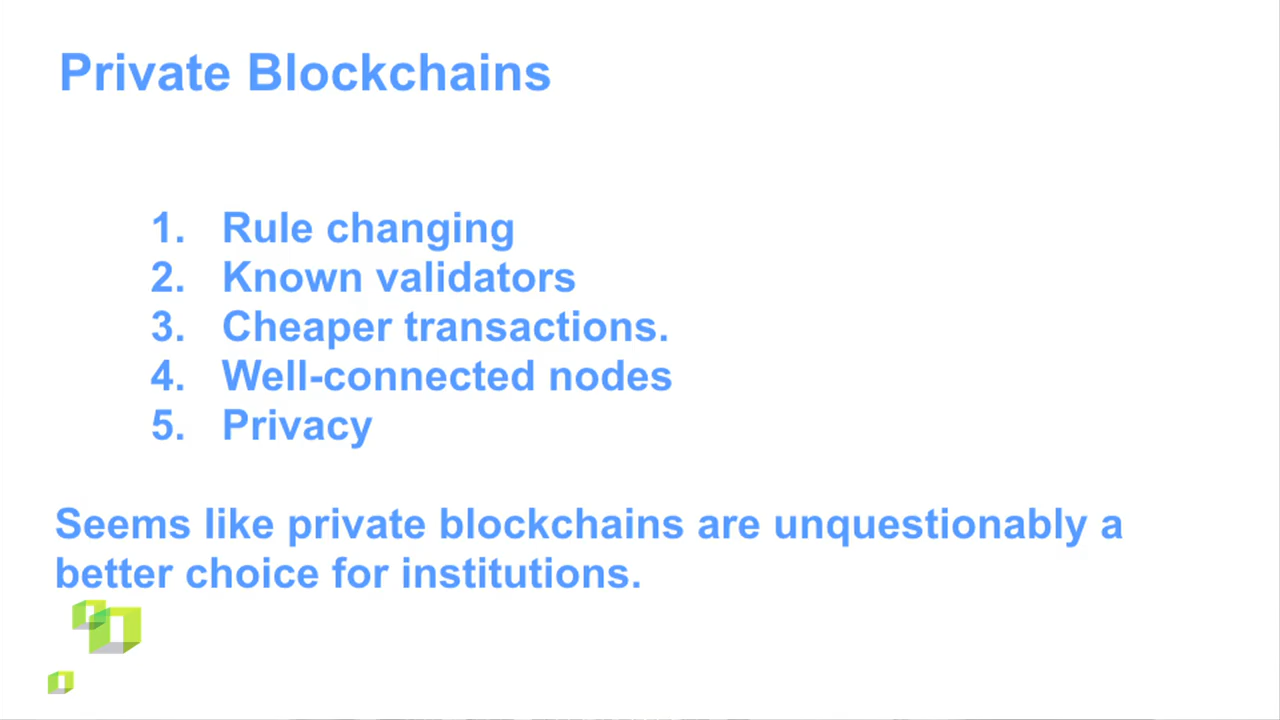 Private Blockchains
1. Rule changing
2. Known validators
3. Cheaper transactions.
4. Well-connected nodes
5. Privacy
Seems like private blockchains are unquestionably a
better choice for institutions.